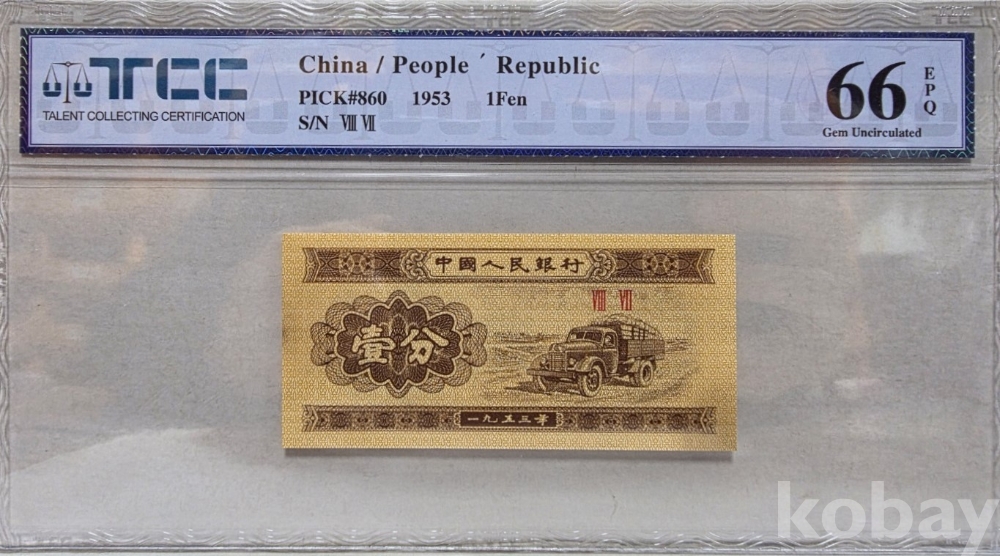 TCC
TALENT COLLECTING CERTIFICATION
China / People ´ Republic
PICK#860 1953 1Fen
S/N Ⅷ Ⅶ
66 EPQ
Gem Uncirculated
中國人民銀行
Ⅷ Ⅶ
壹分
一九五三年
kobay